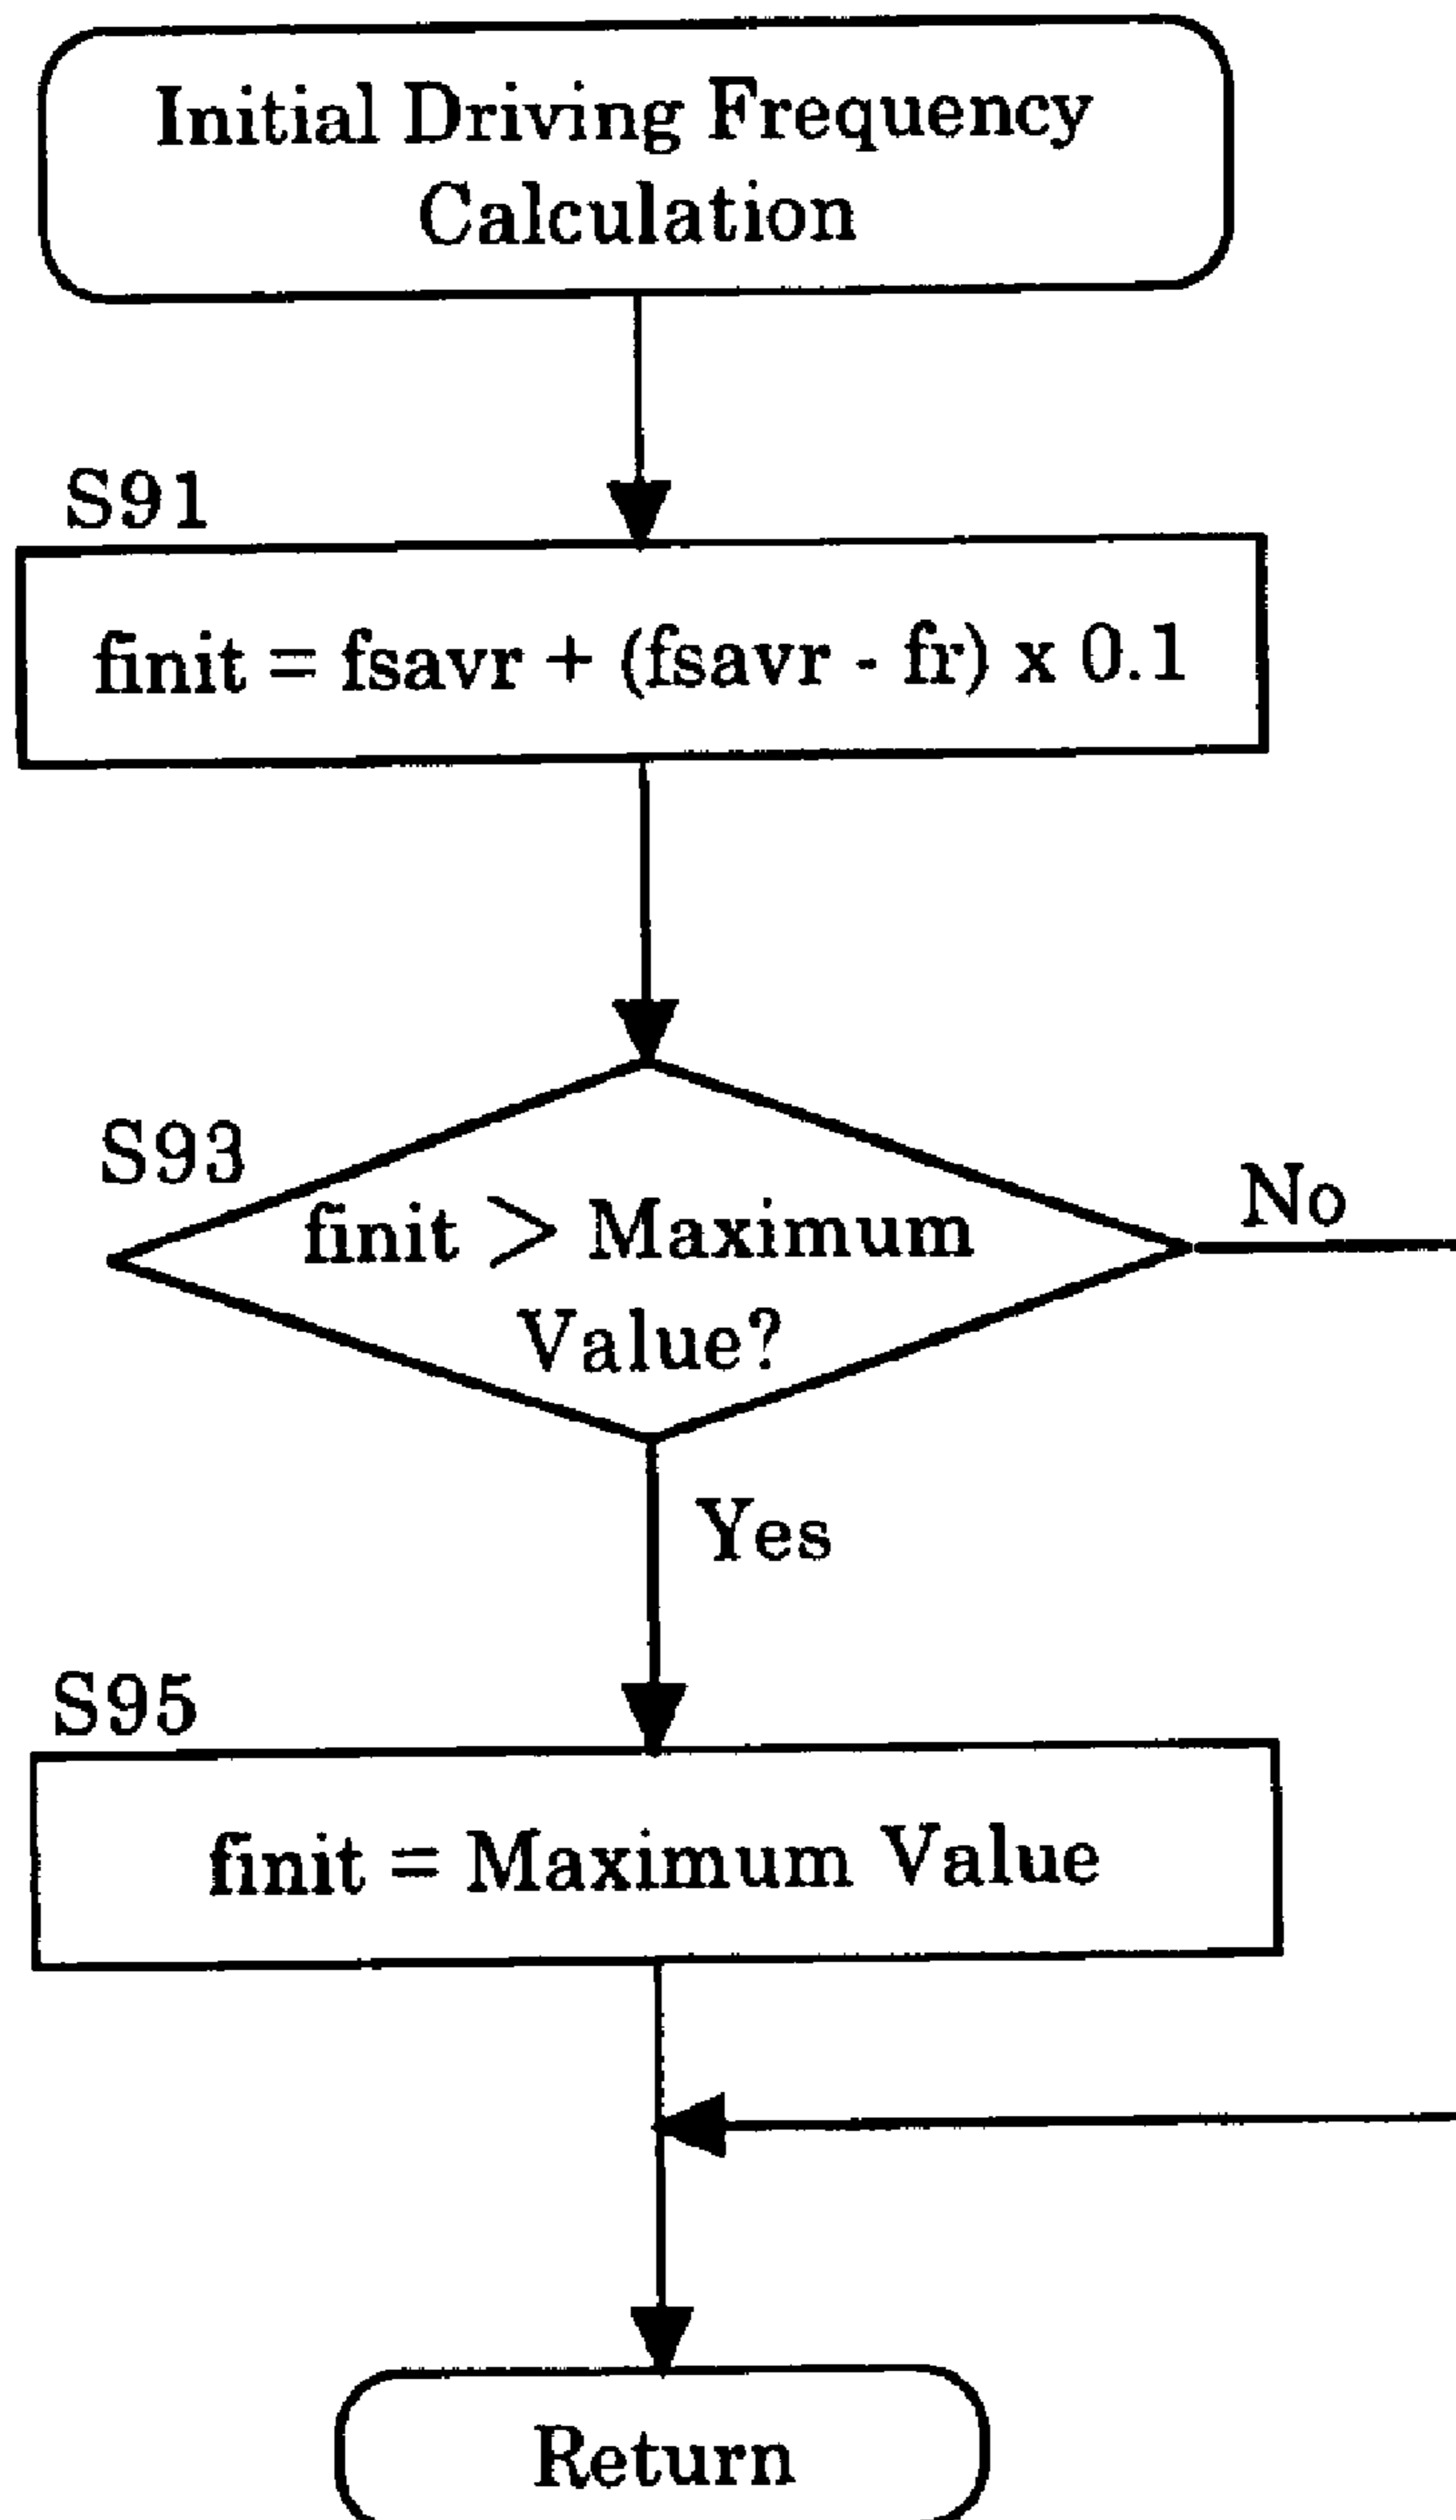 Initial Driving Frequency
Calculation
S91
finit = fsavr + (fsavr - fr) x 0.1
S93
finit > Maximum
Value?
No
Yes
S95
finit = Maximum Value
Return